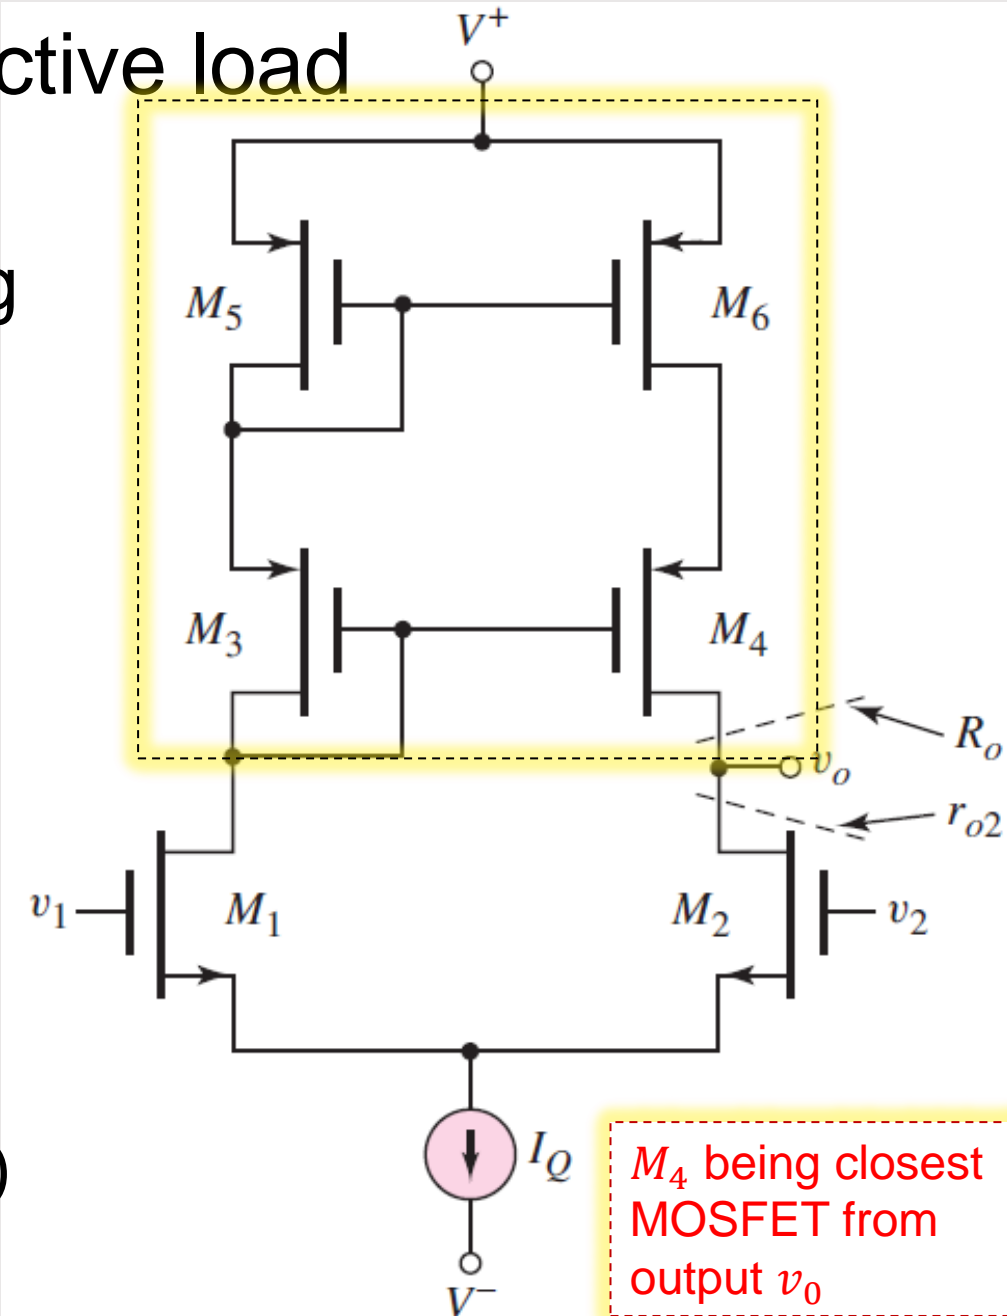 ctive load
V⁺
g
M₅
M₆
M₃
M₄
Rₒ
vₒ
rₒ₂
v₁
M₁
M₂
v₂
I_Q
)
M₄ being closest
MOSFET from
output v₀
V⁻